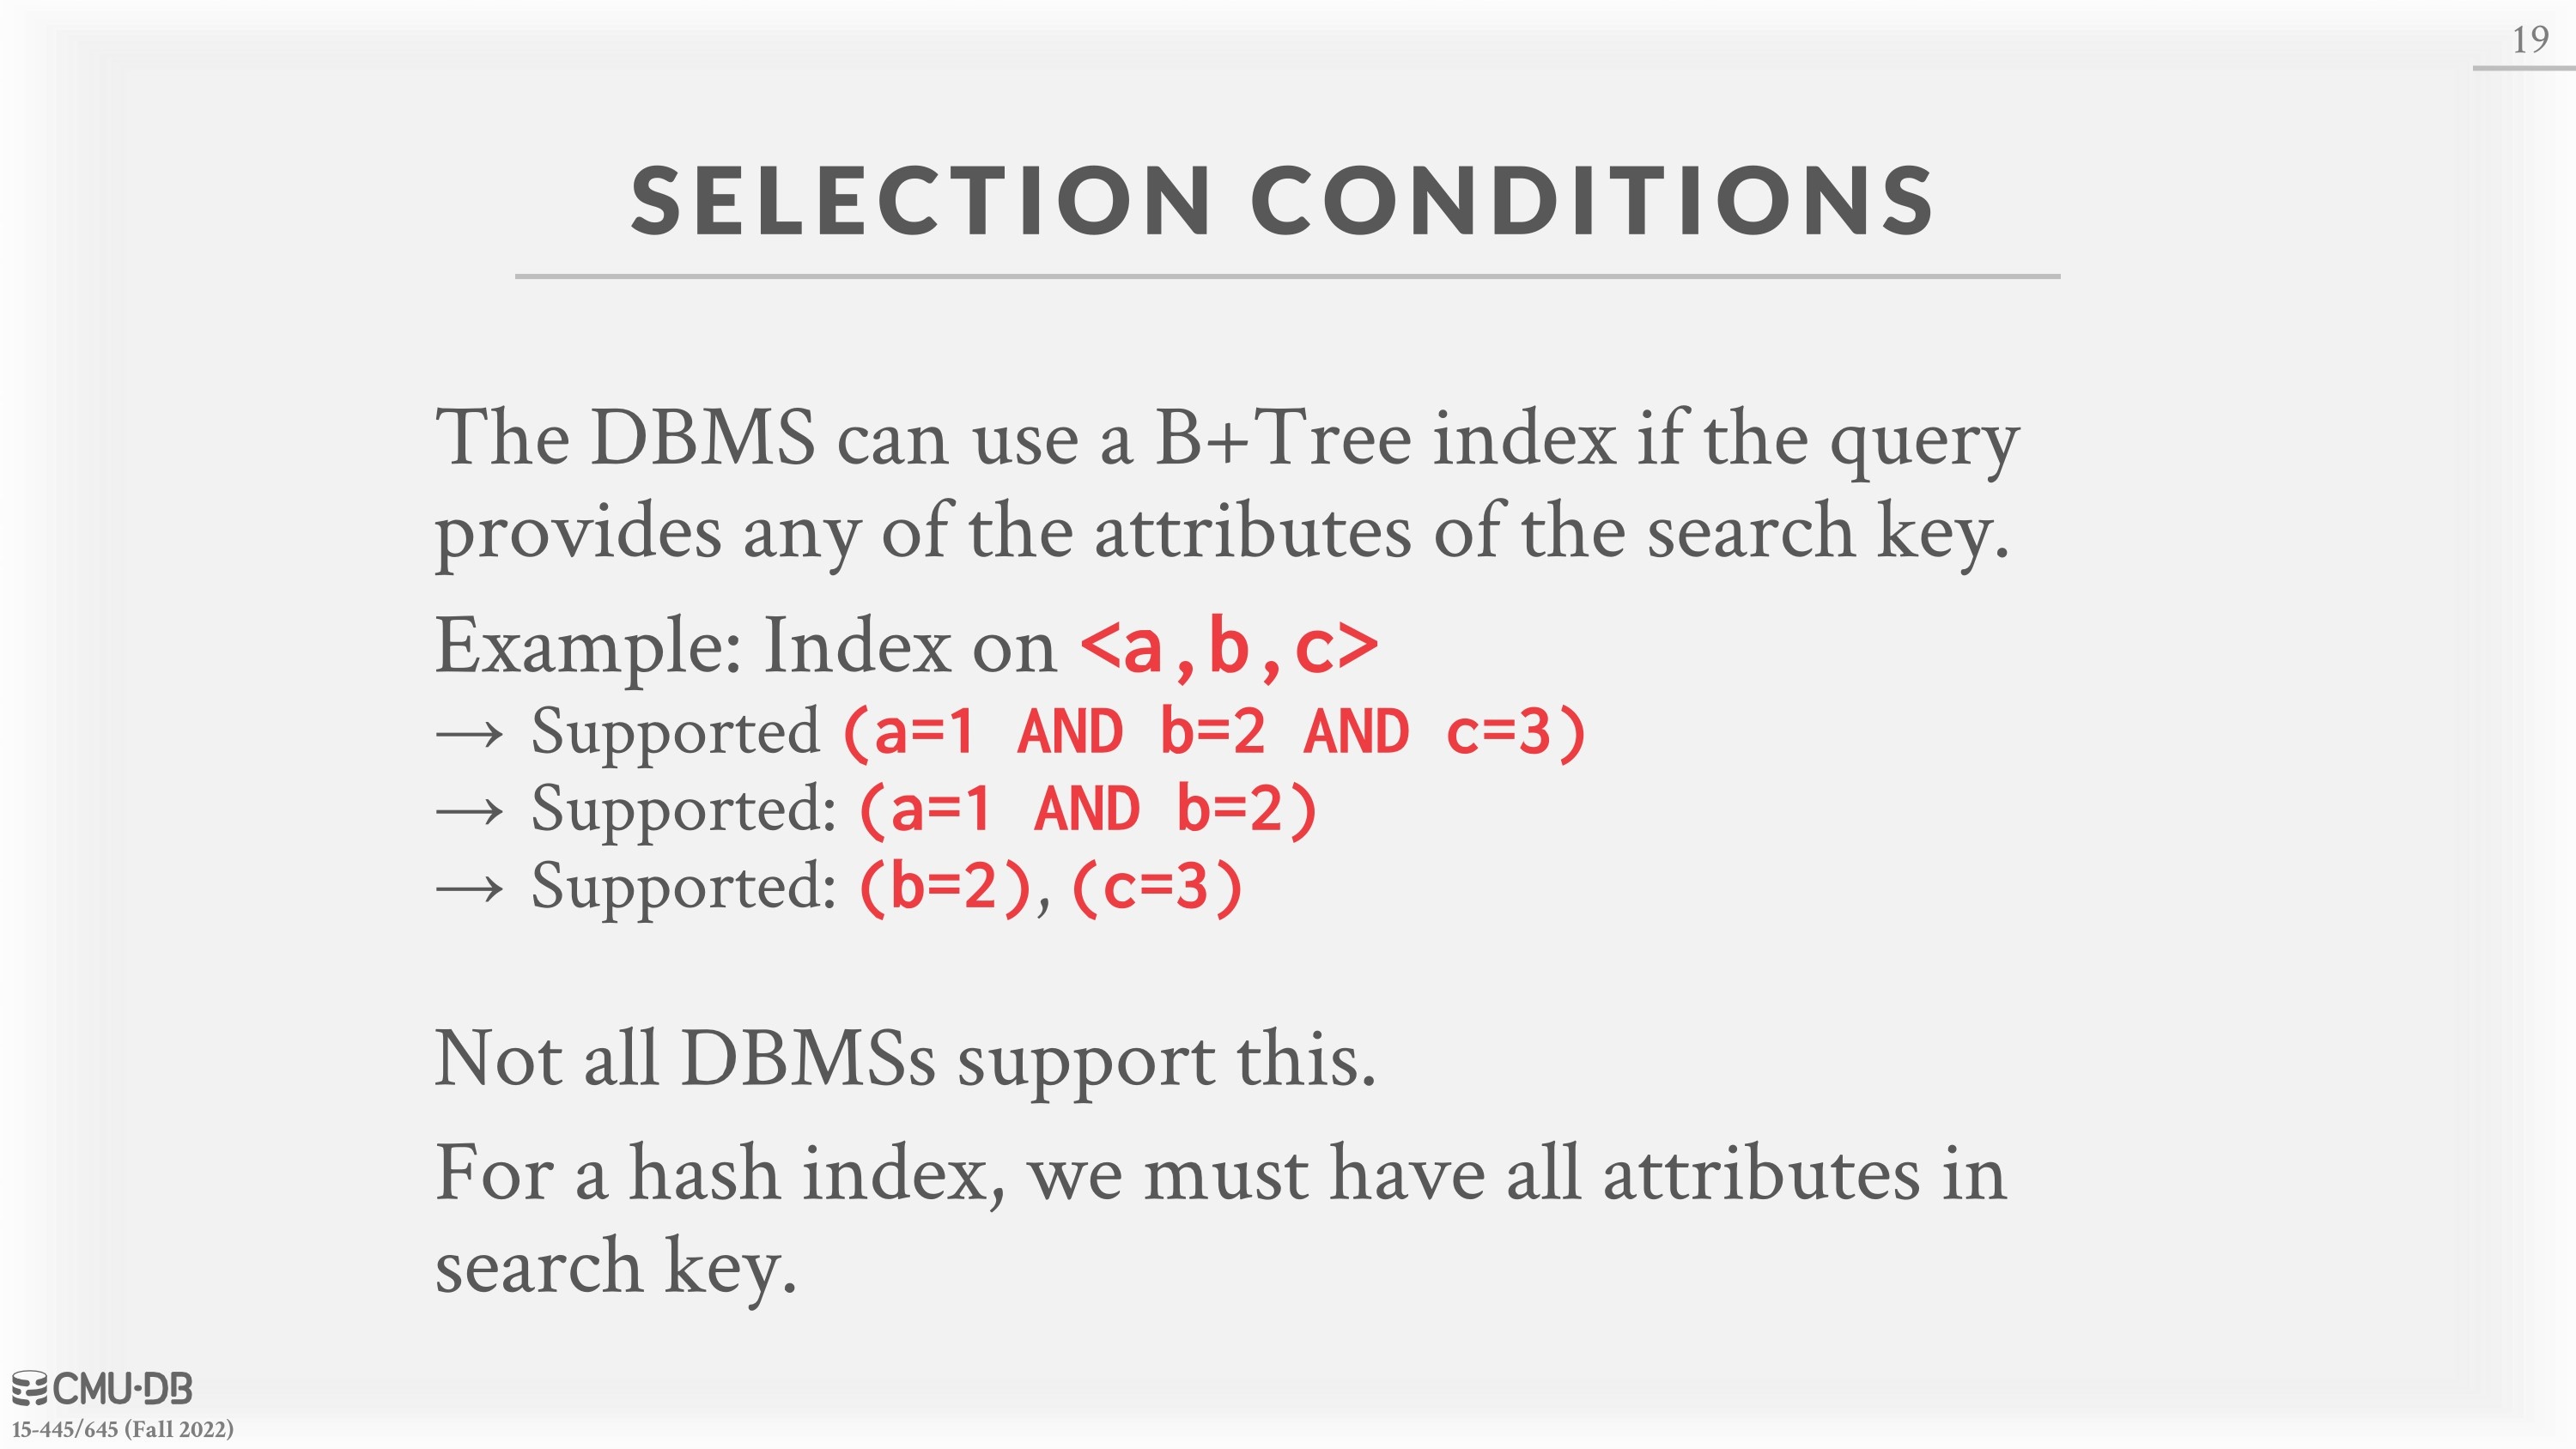 19
SELECTION CONDITIONS
The DBMS can use a B+Tree index if the query
provides any of the attributes of the search key.
Example: Index on <a,b,c>
→ Supported (a=1 AND b=2 AND c=3)
→ Supported: (a=1 AND b=2)
→ Supported: (b=2), (c=3)
Not all DBMSs support this.
For a hash index, we must have all attributes in
search key.
CMU·DB
15-445/645 (Fall 2022)